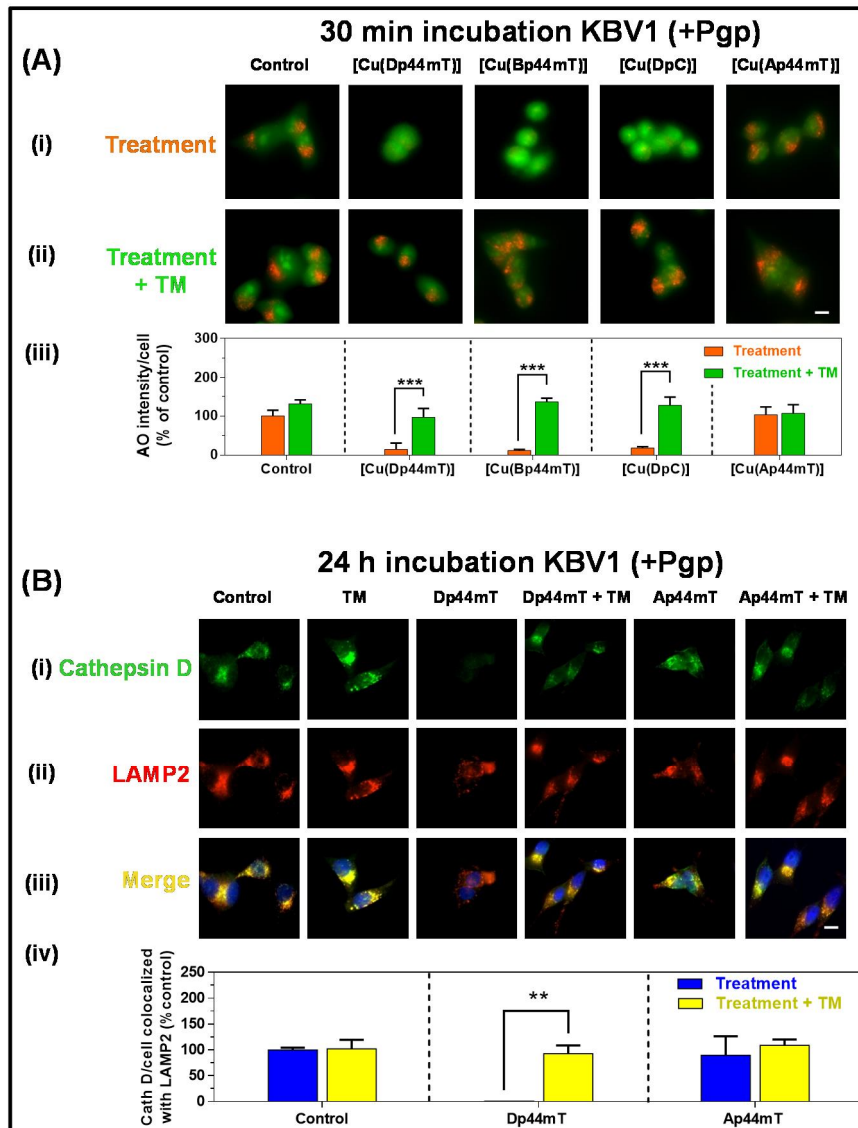 30 min incubation KBV1 (+Pgp)
(A)
Control [Cu(Dp44mT)] [Cu(Bp44mT)] [Cu(DpC)] [Cu(Ap44mT)]
(i) Treatment
(ii) Treatment
+ TM
(iii)
AO intensity/cell
(% of control)
300
200
100
0
Treatment
Treatment + TM
*** *** ***
Control [Cu(Dp44mT)] [Cu(Bp44mT)] [Cu(DpC)] [Cu(Ap44mT)]
24 h incubation KBV1 (+Pgp)
(B)
Control TM Dp44mT Dp44mT + TM Ap44mT Ap44mT + TM
(i) Cathepsin D
(ii) LAMP2
(iii) Merge
(iv)
Cath D/cell colocalized
with LAMP2 (% control)
250
200
150
100
50
0
Treatment
Treatment + TM
**
Control Dp44mT Ap44mT